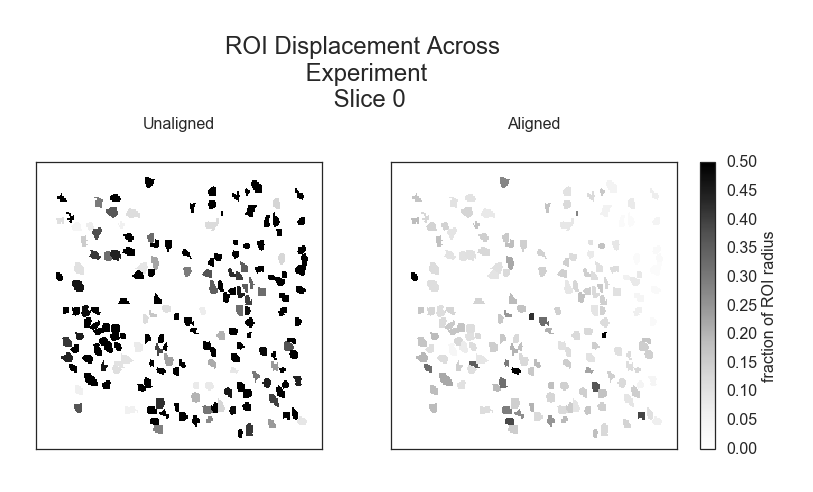 ROI Displacement Across
Experiment
Slice 0
Unaligned
Aligned
0.50
0.45
0.40
0.35
0.30
0.25
0.20
0.15
0.10
0.05
0.00
fraction of ROI radius